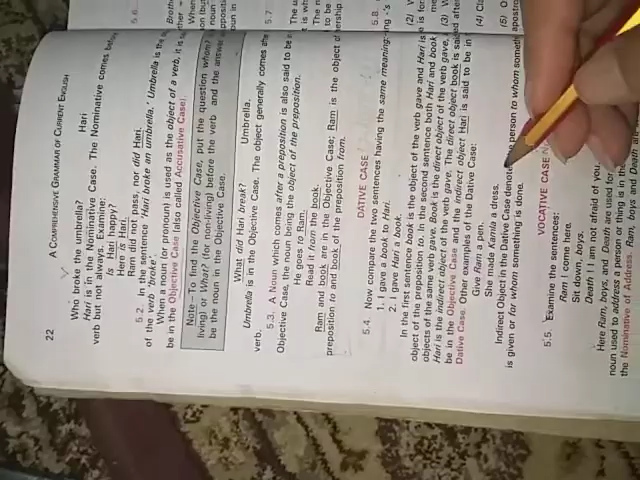 22
A COMPREHENSIVE GRAMMAR OF CURRENT ENGLISH
Who broke the umbrella? Hari
Hari is in the Nominative Case. The Nominative comes before
verb but not always. Examine:
Is Hari happy?
Here is Hari.
Ram did not pass, nor did Hari.
5.2. In the sentence 'Hari broke an umbrella,' Umbrella is the
of the verb 'broke'.
When a noun (or pronoun) is used as the object of a verb, it is
be in the Objective Case (also called Accusative Case).
Note – To find the Objective Case, put the question whom?
living) or What? (for non-living) before the verb and the answer
be the noun in the Objective Case.
What did Hari break? Umbrella.
Umbrella is in the Objective Case. The object generally comes
verb.
5.3. A Noun which comes after a preposition is also said to be
Objective Case, the noun being the object of the preposition.
He goes to Ram.
Read it from the book.
Ram and book are in the Objective Case; Ram is the object of
preposition to and book of the preposition from.
DATIVE CASE
5.4. Now compare the two sentences having the same meaning:
1. I gave a book to Hari.
2. I gave Hari a book.
In the first sentence book is the object of the verb gave and Hari is
object of the preposition to. In the second sentence both Hari and book
objects of the same verb gave. Book is the direct object of the verb gave,
Hari is the indirect object of the verb gave. The direct object book is said
be in the Objective Case and the indirect object Hari is said to be in
Dative Case. Other examples of the Dative Case:
Give Ram a pen.
She made Kamla a dress.
Indirect Object in the Dative Case denotes person to whom
is given or for whom something is done.
VOCATIVE CASE
5.5. Examine the sentences:
Ram I come here.
Sit down, boys.
Death ! I am not afraid of you.
Here Ram, boys, and Death are used for
noun used to address a person or thing is in the
the Nominative of Address. Ram, boys and Death
5.6.
5.7
5.8.
(2)
(3)
(4)
(5)